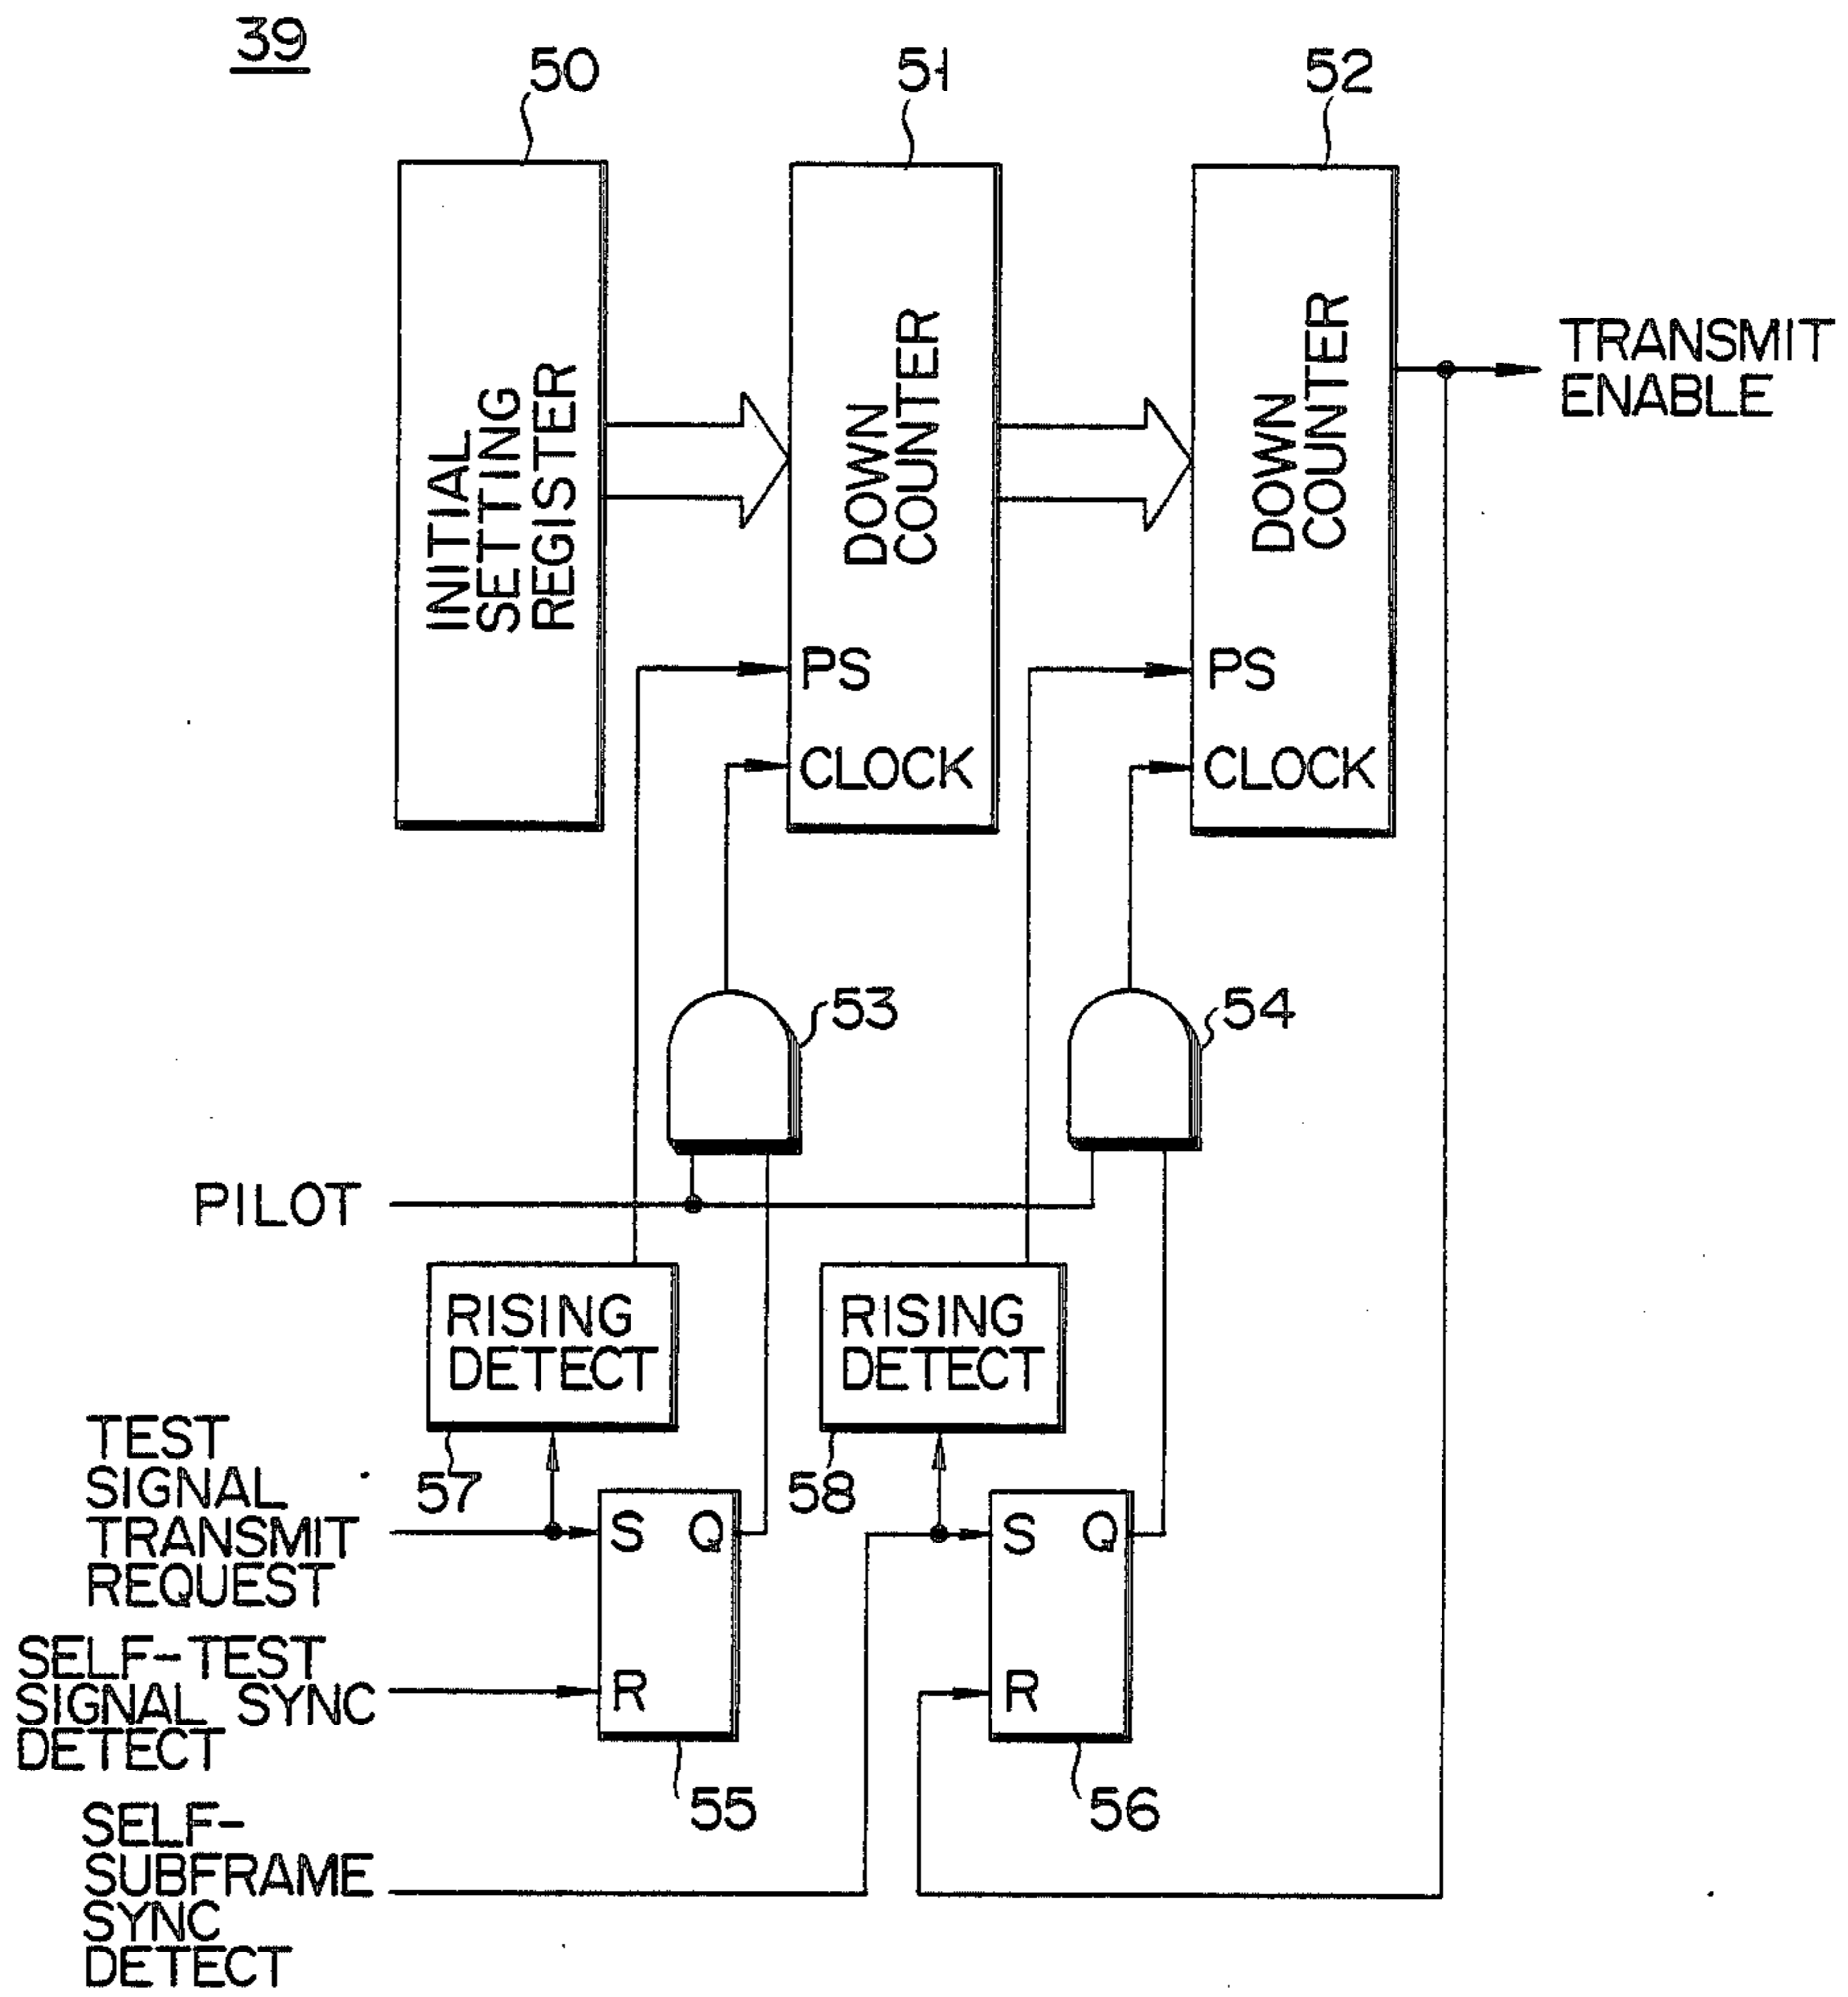 39
50
51
52
INITIAL
SETTING
REGISTER
DOWN
COUNTER
DOWN
COUNTER
TRANSMIT
ENABLE
PS
PS
CLOCK
CLOCK
53
54
PILOT
RISING
DETECT
RISING
DETECT
57
58
TEST
SIGNAL
TRANSMIT
REQUEST
S Q
S Q
SELF-TEST
SIGNAL SYNC
DETECT
R
R
55
56
SELF-
SUBFRAME
SYNC
DETECT